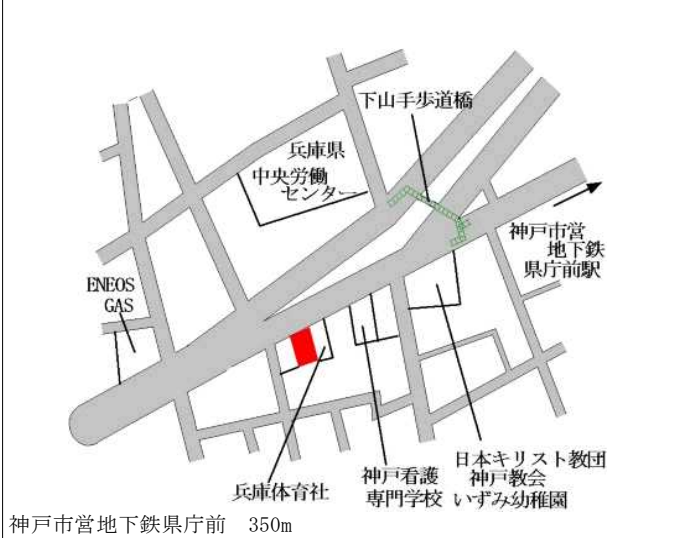 下山手歩道橋
兵庫県
中央労働
センター
神戸市営
地下鉄
県庁前駅
ENEOS
GAS
日本キリスト教団
神戸教会
いずみ幼稚園
神戸看護
専門学校
兵庫体育社
神戸市営地下鉄県庁前　350m